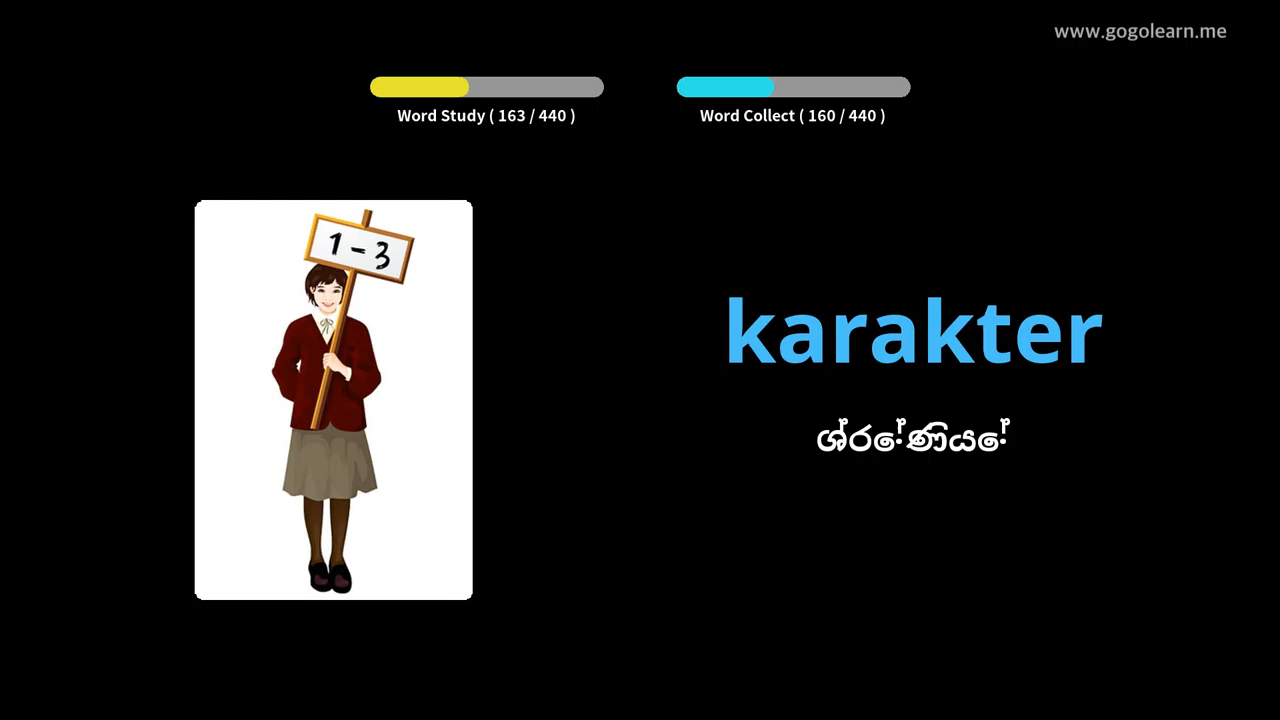 www.gogolearn.me
Word Study ( 163 / 440 )
Word Collect ( 160 / 440 )
1 - 3
karakter
ශ්රේණියේ